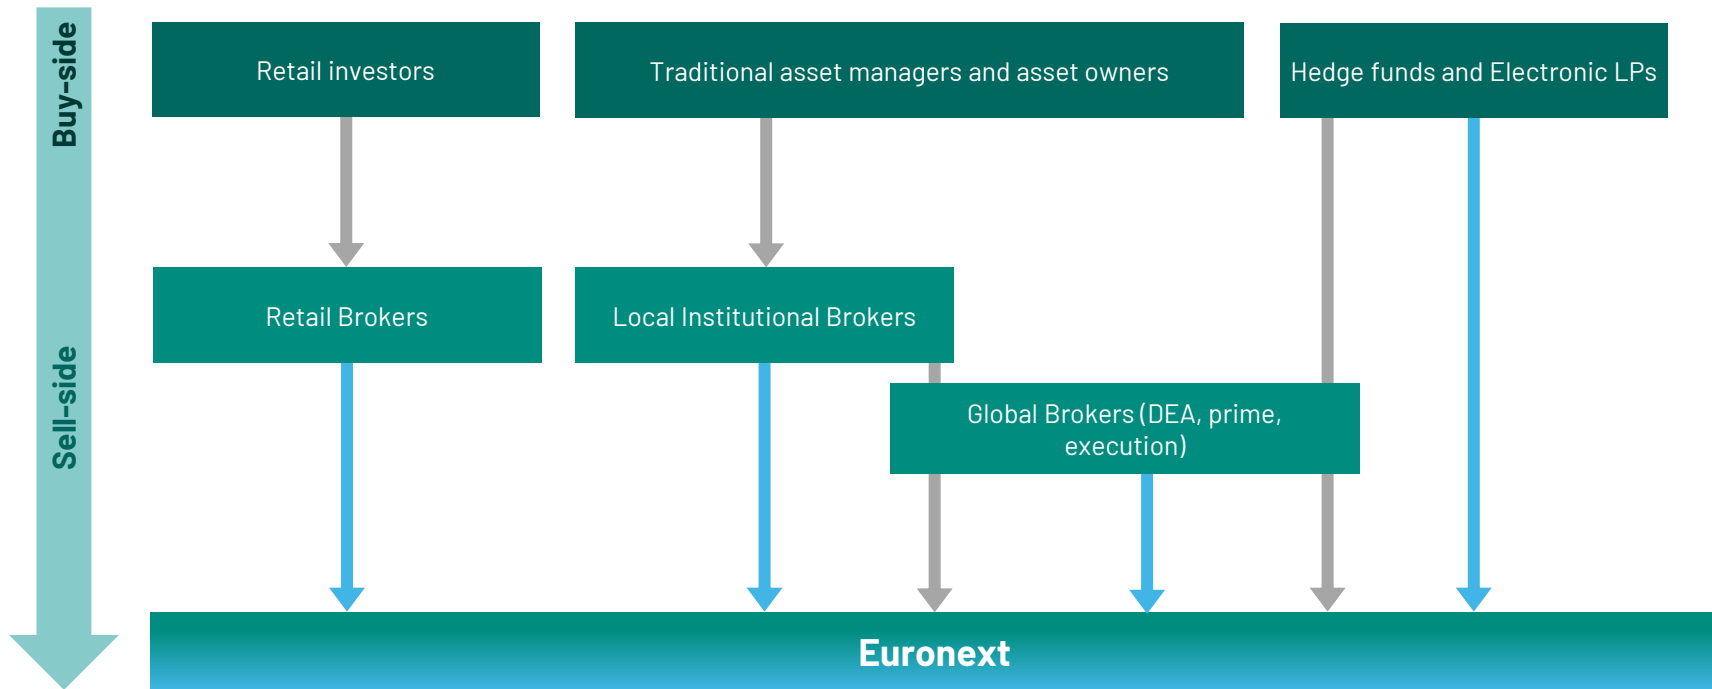 Buy-side
Retail investors
Traditional asset managers and asset owners
Hedge funds and Electronic LPs
Sell-side
Retail Brokers
Local Institutional Brokers
Global Brokers (DEA, prime,
execution)
Euronext